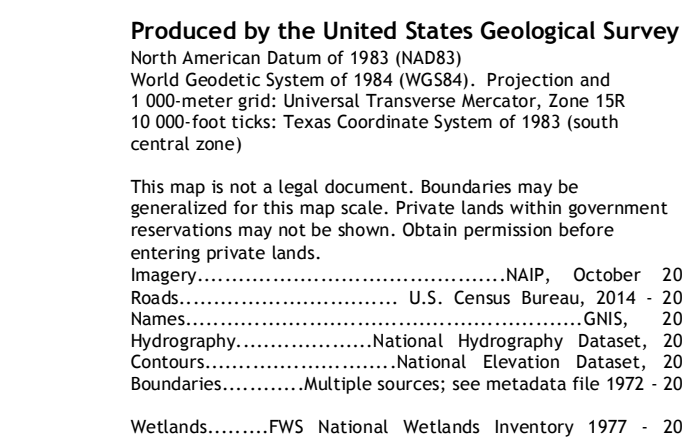 Produced by the United States Geological Survey
North American Datum of 1983 (NAD83)
World Geodetic System of 1984 (WGS84). Projection and
1 000-meter grid: Universal Transverse Mercator, Zone 15R
10 000-foot ticks: Texas Coordinate System of 1983 (south
central zone)
This map is not a legal document. Boundaries may be
generalized for this map scale. Private lands within government
reservations may not be shown. Obtain permission before
entering private lands.
Imagery..........................................NAIP, October 20
Roads.............................. U.S. Census Bureau, 2014 - 20
Names......................................................GNIS, 20
Hydrography..................National Hydrography Dataset, 20
Contours..........................National Elevation Dataset, 20
Boundaries...........Multiple sources; see metadata file 1972 - 20
Wetlands.........FWS National Wetlands Inventory 1977 - 20